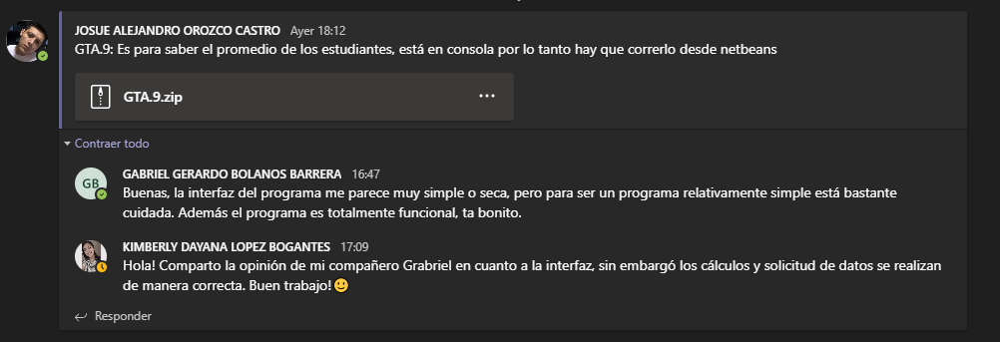 JOSUE ALEJANDRO OROZCO CASTRO Ayer 18:12
GTA.9: Es para saber el promedio de los estudiantes, está en consola por lo tanto hay que correrlo desde netbeans
GTA.9.zip
Contraer todo
GB
GABRIEL GERARDO BOLANOS BARRERA 16:47
Buenas, la interfaz del programa me parece muy simple o seca, pero para ser un programa relativamente simple está bastante
cuidada. Además el programa es totalmente funcional, ta bonito.
KIMBERLY DAYANA LOPEZ BOGANTES 17:09
Hola! Comparto la opinión de mi compañero Grabriel en cuanto a la interfaz, sin embargó los cálculos y solicitud de datos se realizan
de manera correcta. Buen trabajo!🙂
Responder